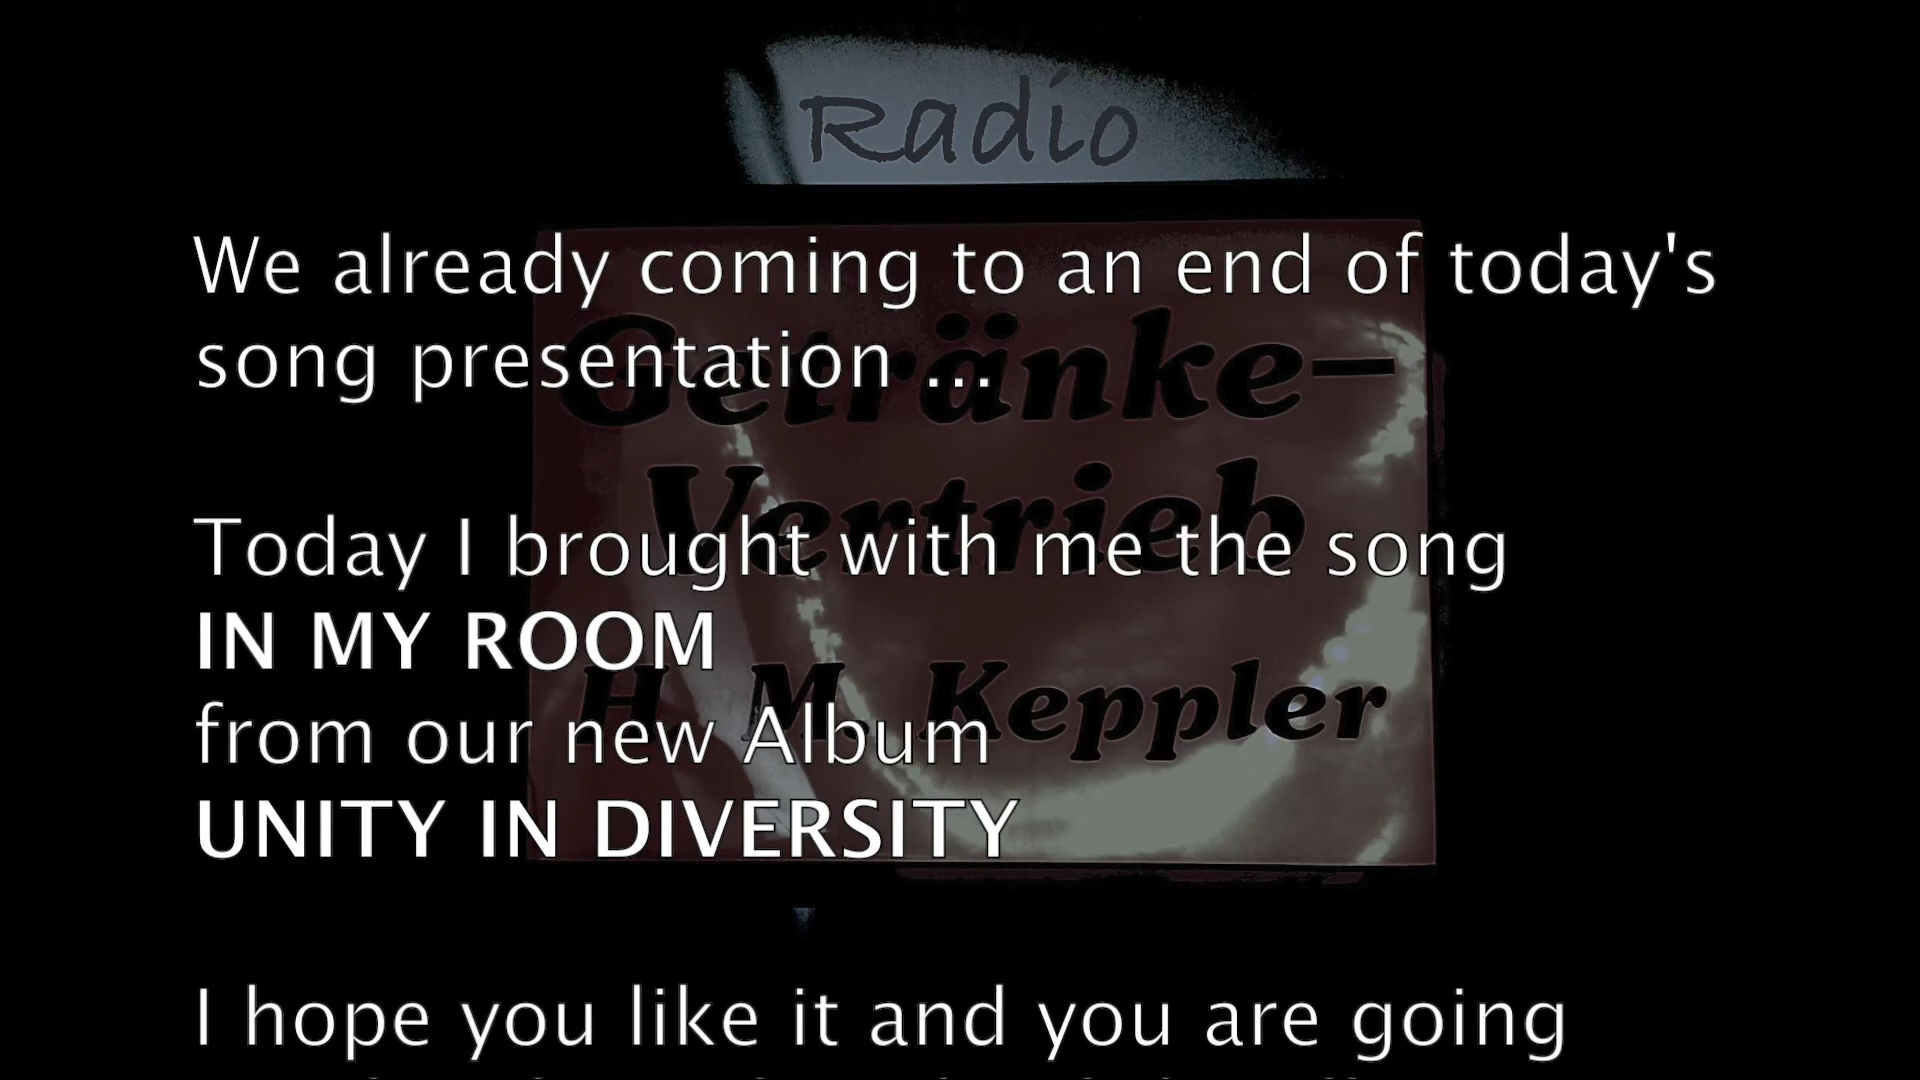 Radio
We already coming to an end of today's
song presentation ...
Getränke-
Vertrieb
Today I brought with me the song
IN MY ROOM
H. M. Keppler
from our new Album
UNITY IN DIVERSITY
I hope you like it and you are going